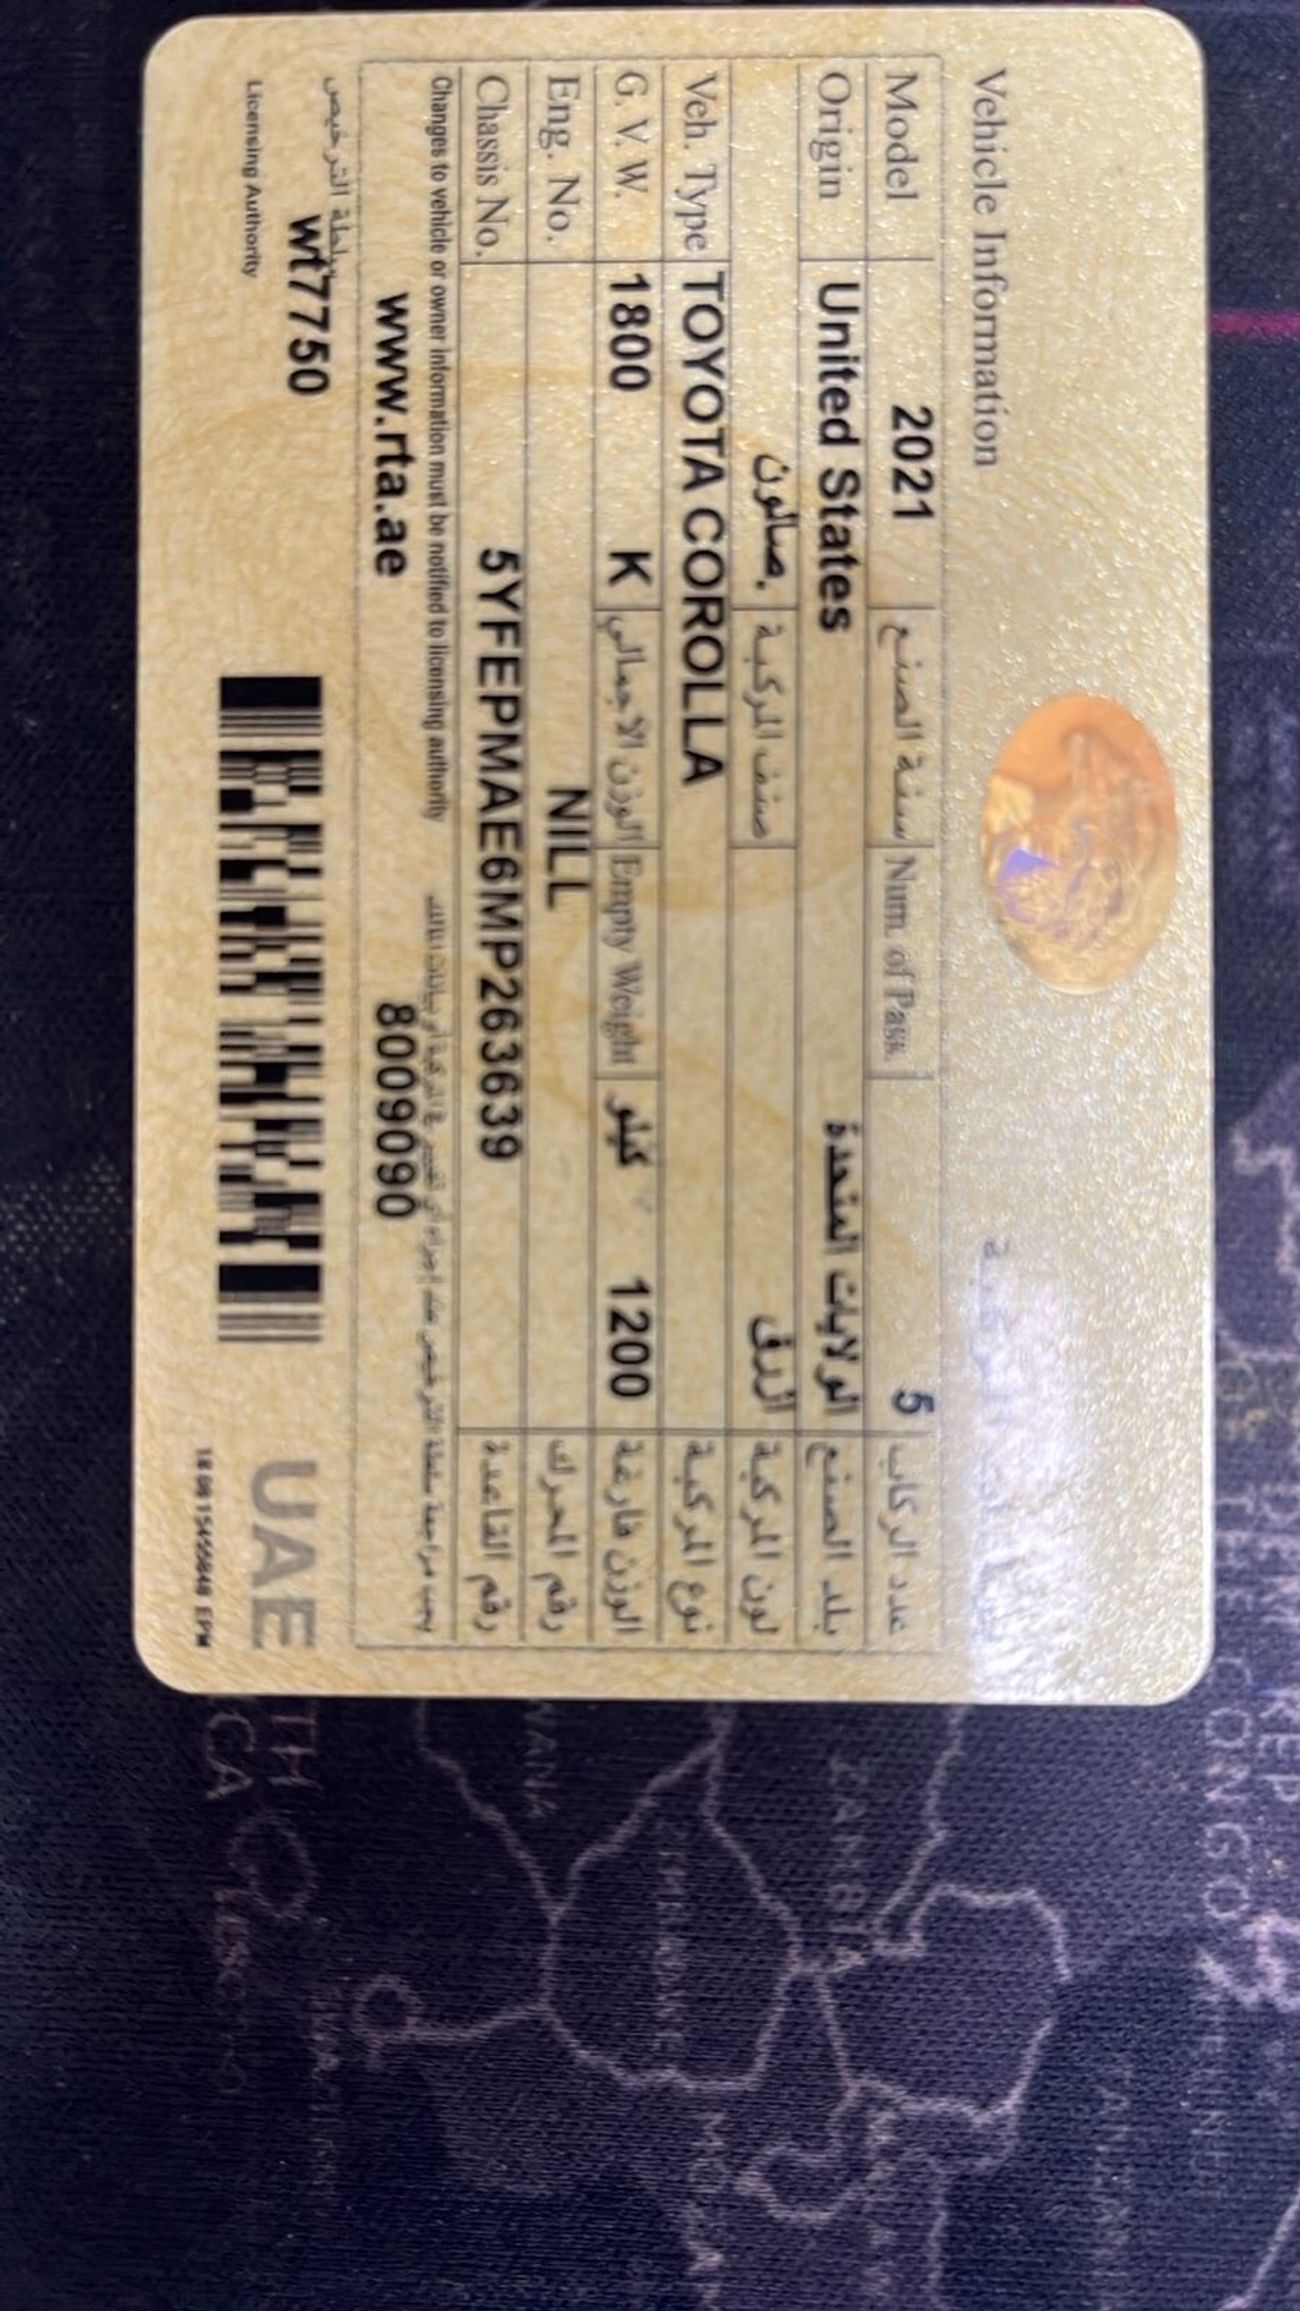 Vehicle Information
Model 2021 سنة الصنع Num. of Pass. 5 عدد الركاب
Origin United States الولايات المتحدة بلد الصنع
صالون. صنف المركبة ازرق لون المركبة
Veh. Type TOYOTA COROLLA نوع المركبة
G. V. W. 1800 K الوزن الاجمالي Empty Weight كيلو 1200 الوزن فارغة
Eng. No. NILL رقم المحرك
Chassis No. 5YFEPMAE6MP263639 رقم القاعدة
Changes to vehicle or owner information must be notified to licensing authority
www.rta.ae 8009090
سلطة الترخيص
wt7750
Licensing Authority
UAE
ZAMBIA